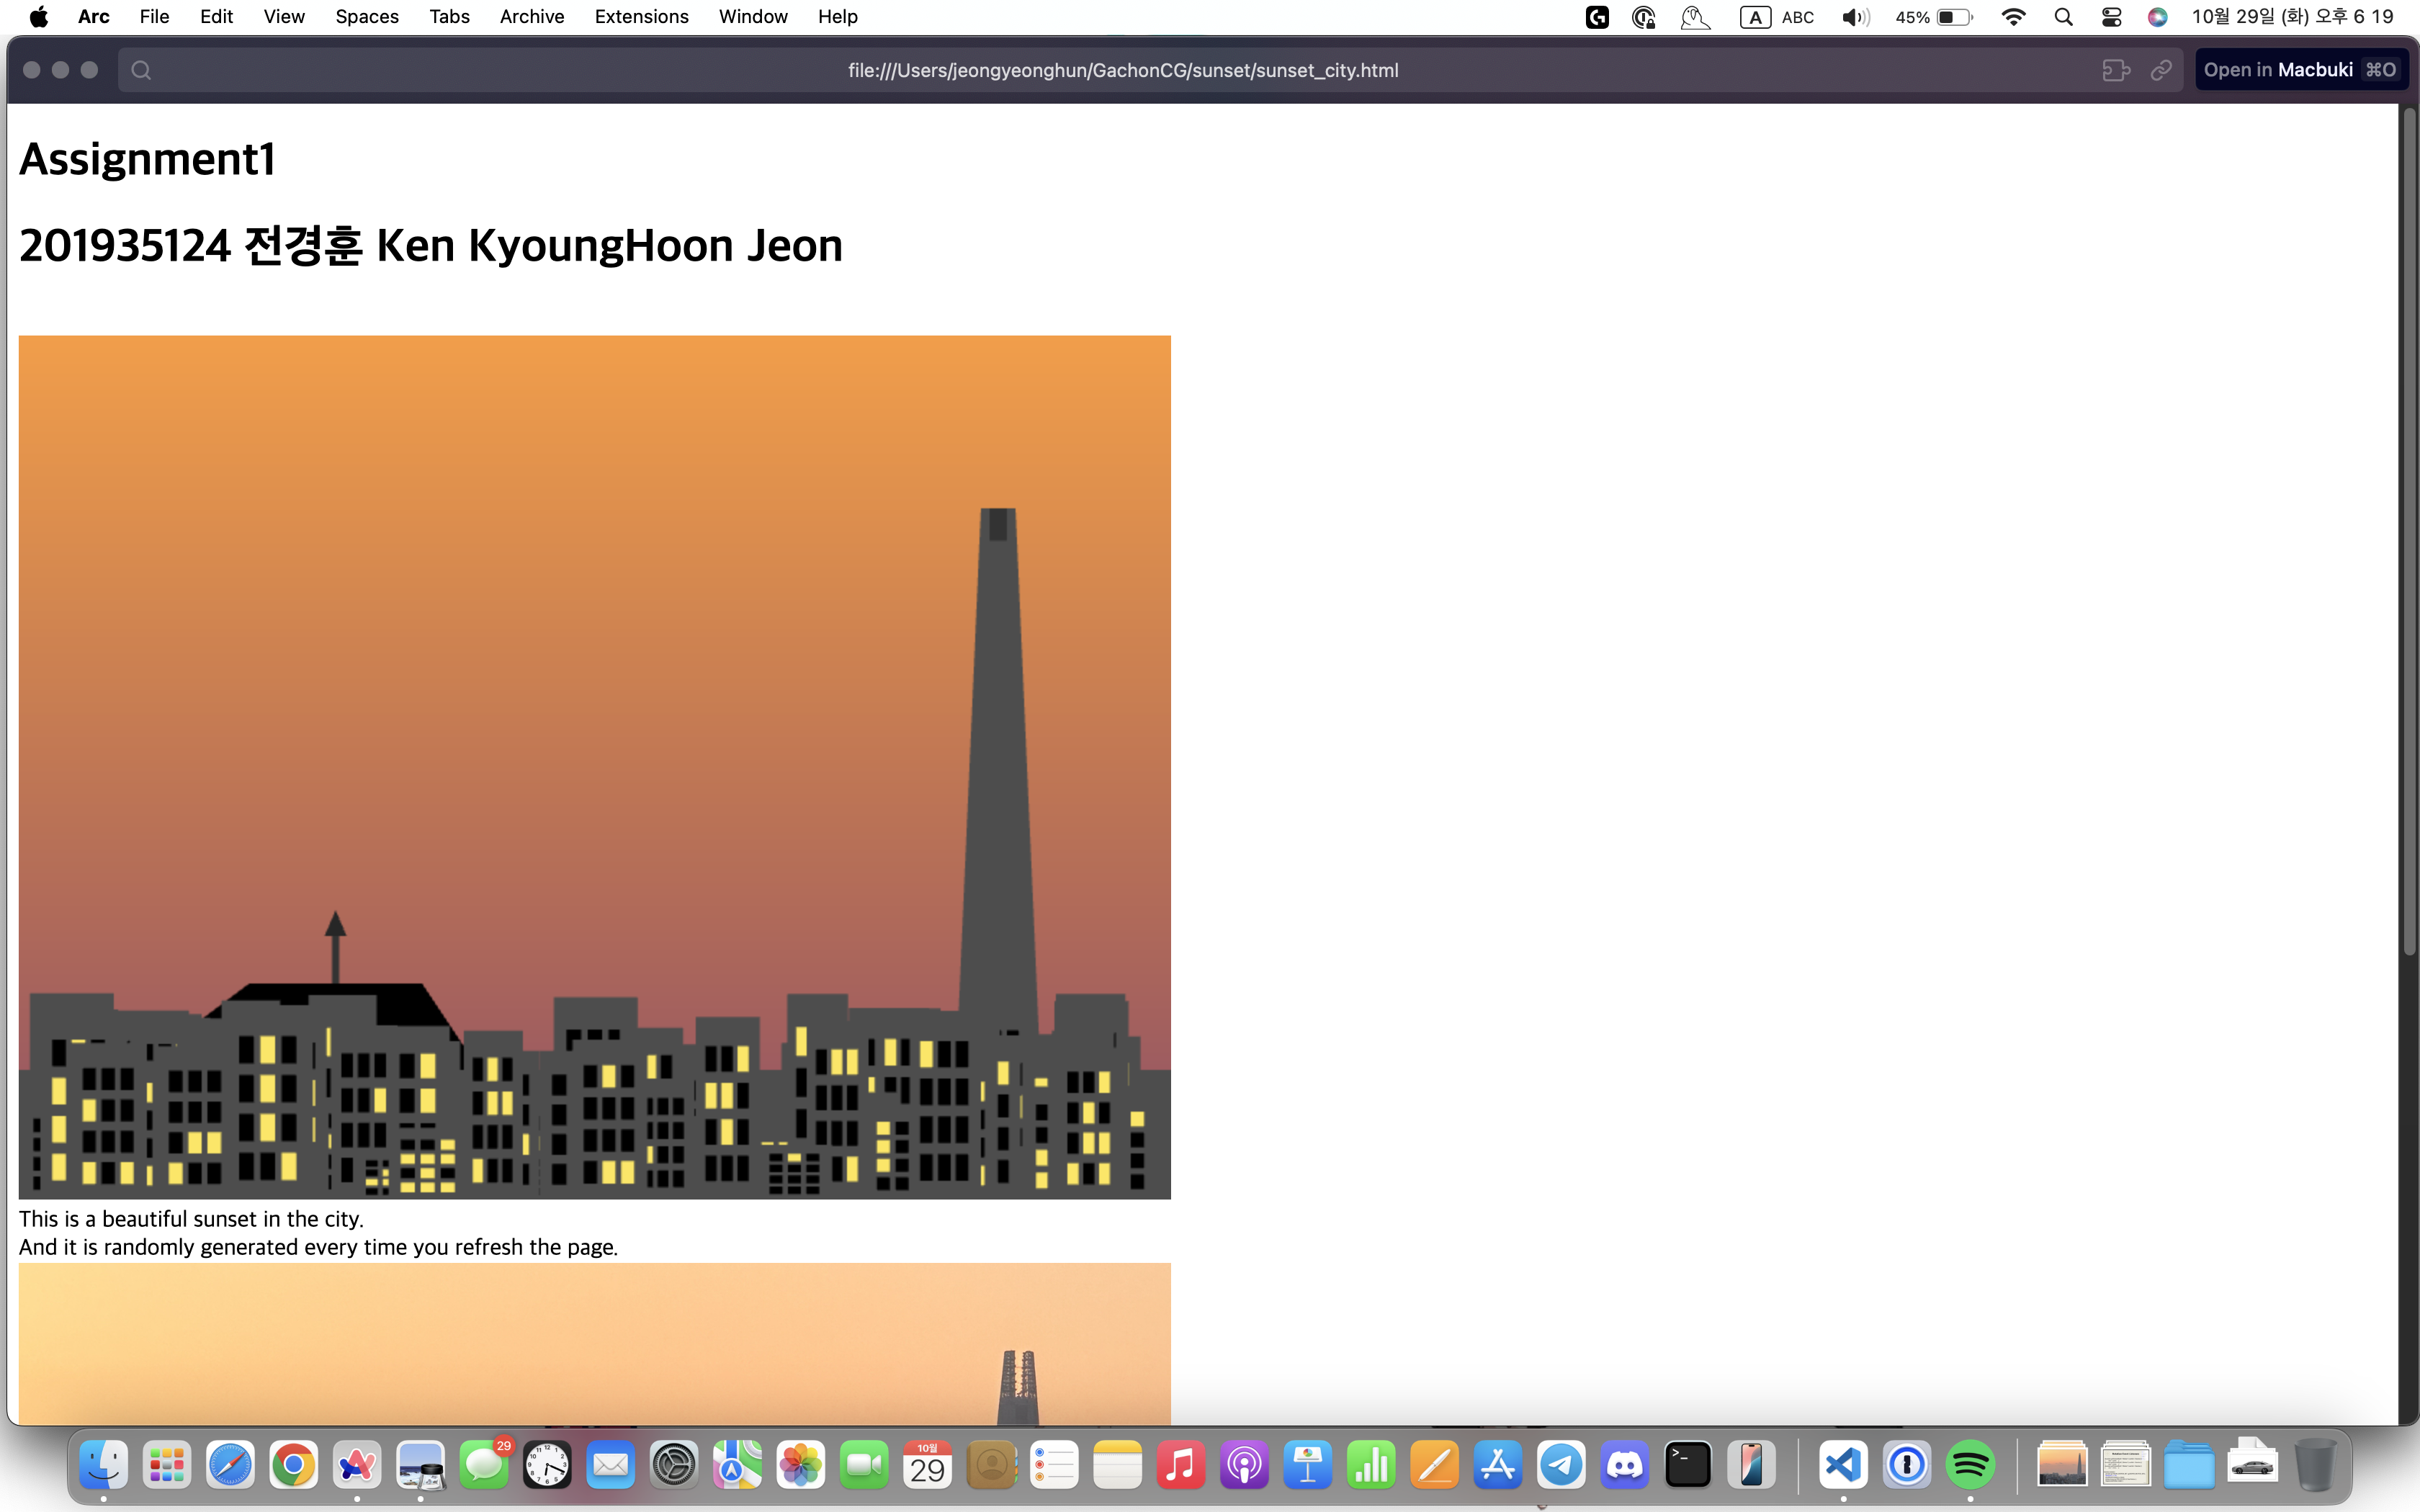 Arc File Edit View Spaces Tabs Archive Extensions Window Help A ABC 45% 10월 29일 (화) 오후 6 19
file:///Users/jeongyeonghun/GachonCG/sunset/sunset_city.html Open in Macbuki ⌘O
Assignment1
201935124 전경훈 Ken KyoungHoon Jeon
This is a beautiful sunset in the city.
And it is randomly generated every time you refresh the page.
29
10월
29